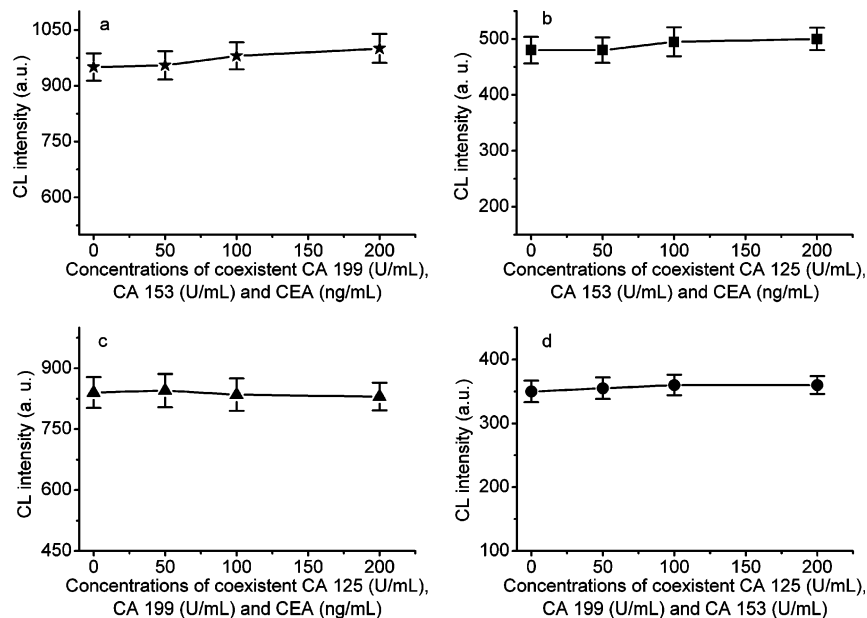 a
1050
900
750
600
CL intensity (a.u.)
0 50 100 150 200
Concentrations of coexistent CA 199 (U/mL),
CA 153 (U/mL) and CEA (ng/mL)
b
500
400
300
200
CL intensity (a.u.)
0 50 100 150 200
Concentrations of coexistent CA 125 (U/mL),
CA 153 (U/mL) and CEA (ng/mL)
c
900
750
600
450
CL intensity (a. u.)
0 50 100 150 200
Concentrations of coexistent CA 125 (U/mL),
CA 199 (U/mL) and CEA (ng/mL)
d
400
300
200
100
CL intensity (a.u.)
0 50 100 150 200
Concentrations of coexistent CA 125 (U/mL),
CA 199 (U/mL) and CA 153 (U/mL)